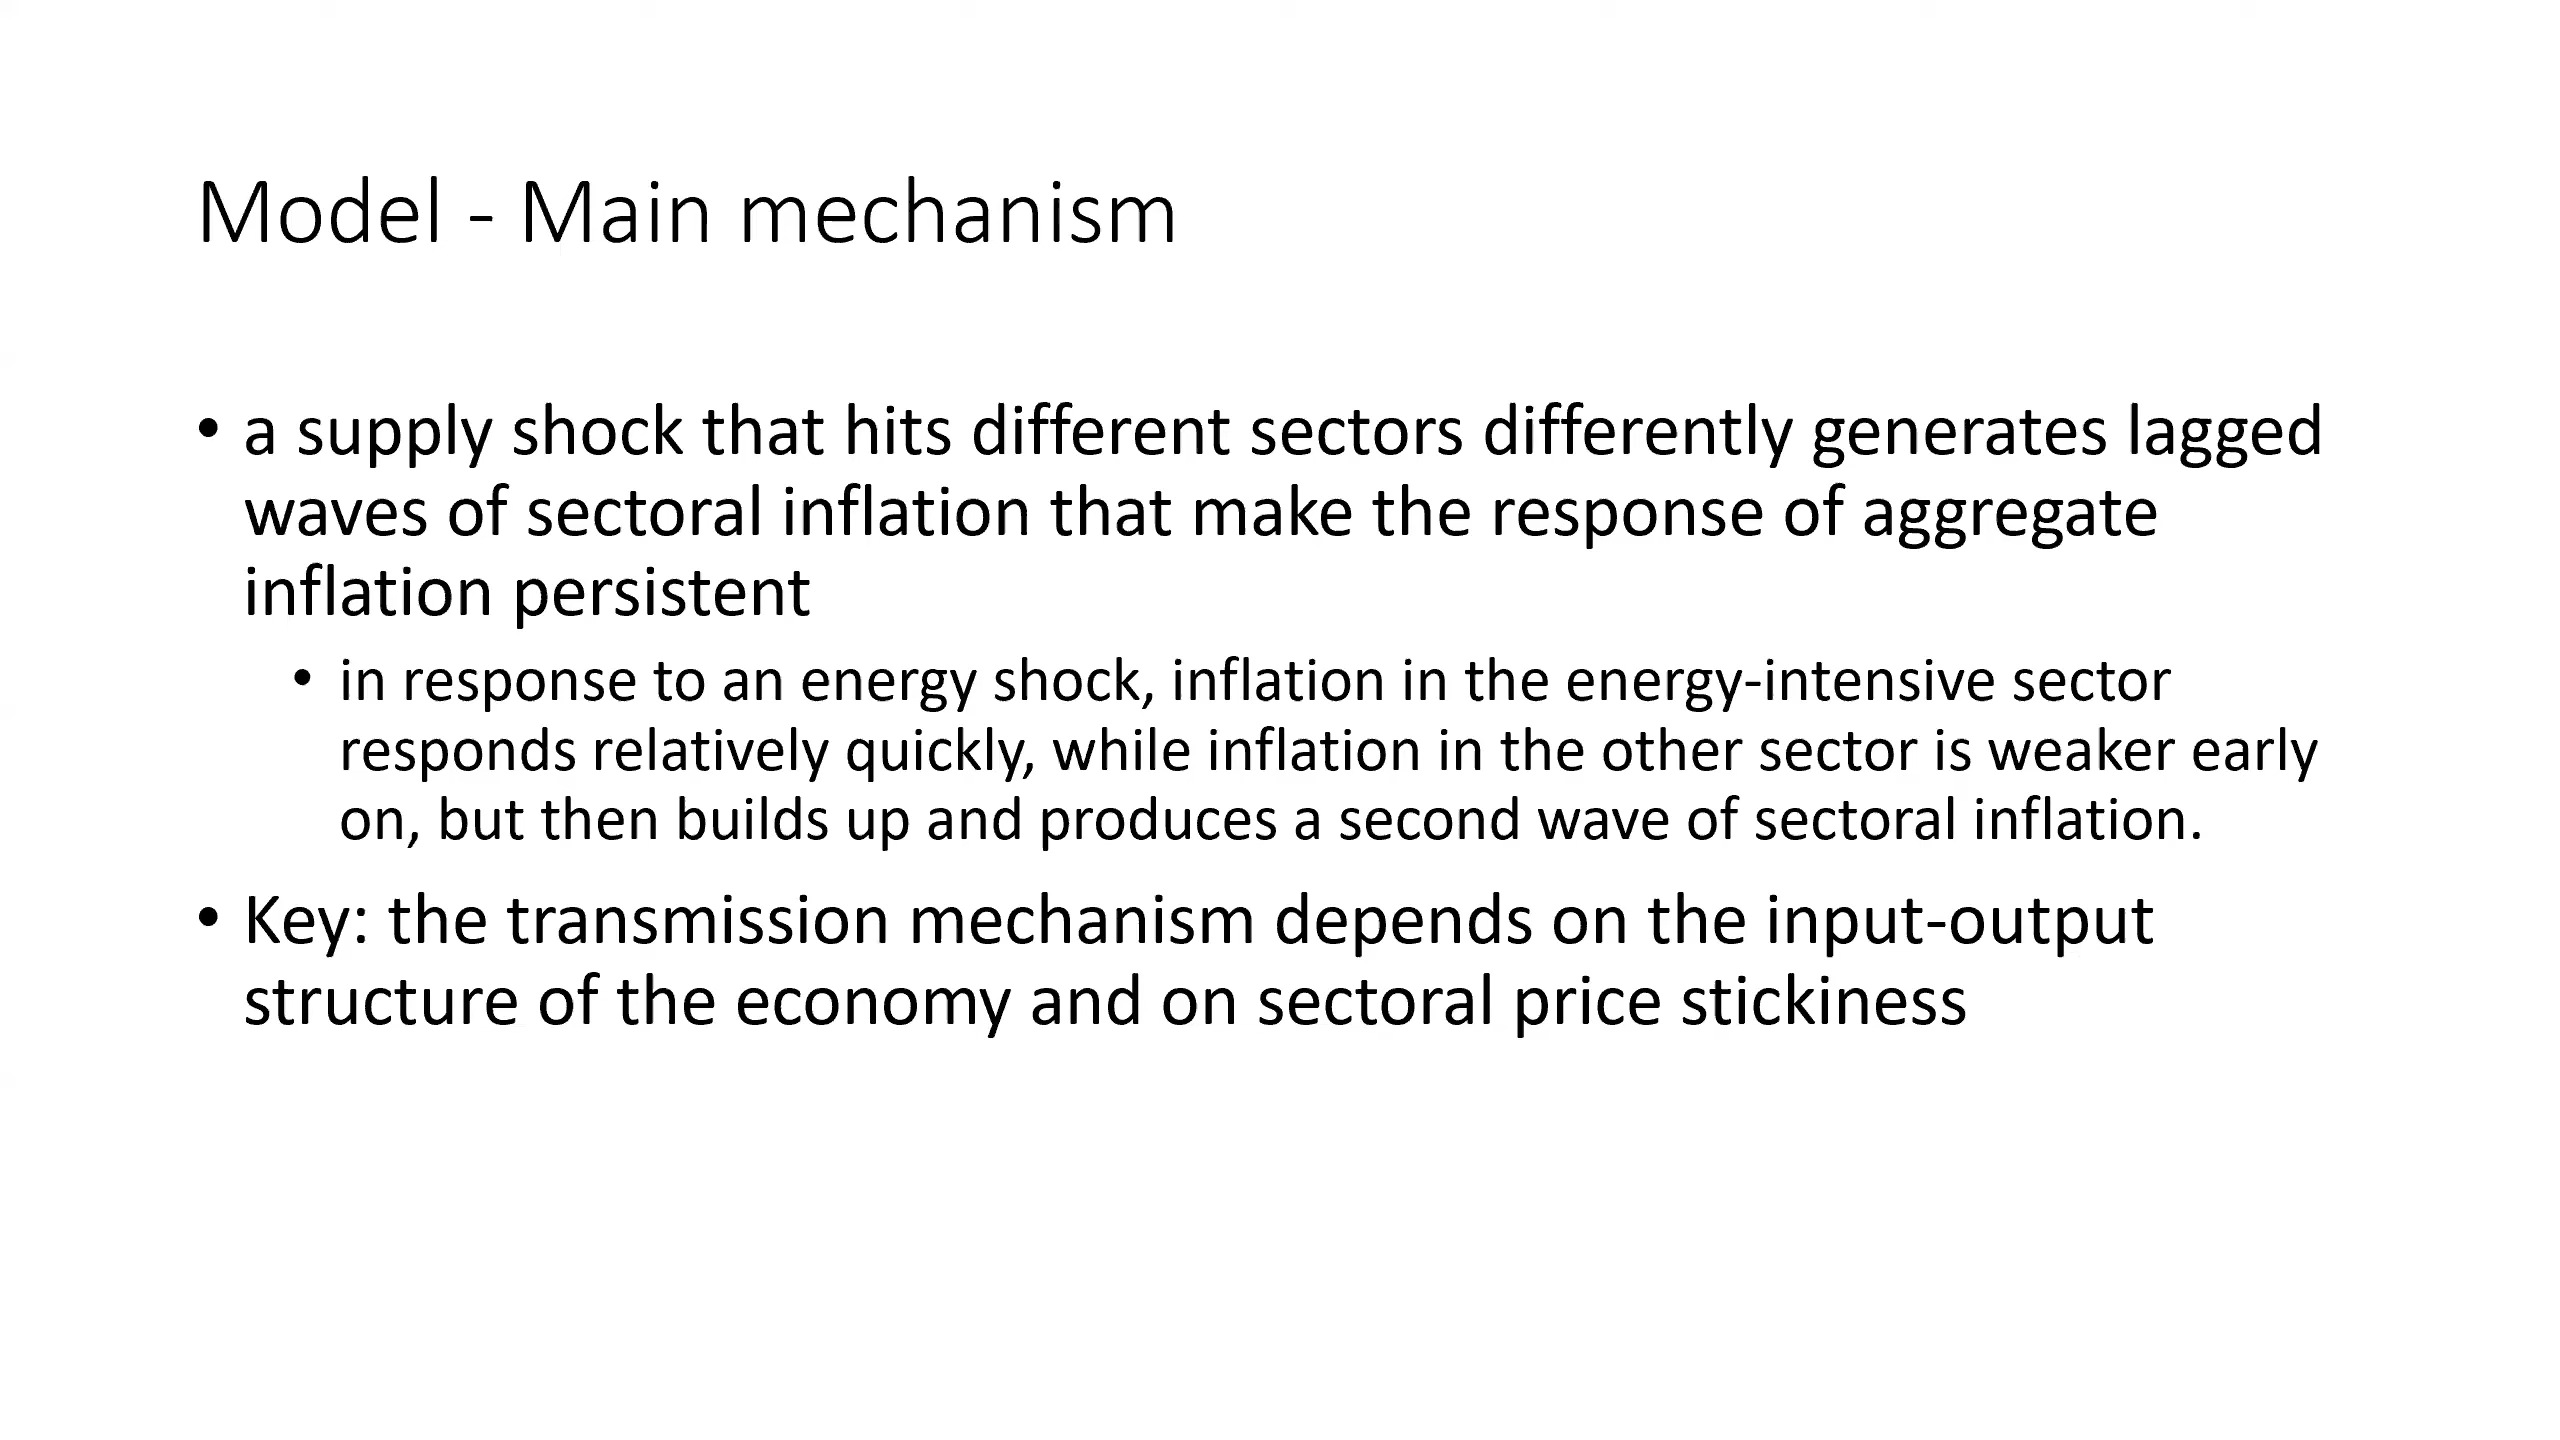 Model - Main mechanism
• a supply shock that hits different sectors differently generates lagged
waves of sectoral inflation that make the response of aggregate
inflation persistent
• in response to an energy shock, inflation in the energy-intensive sector
responds relatively quickly, while inflation in the other sector is weaker early
on, but then builds up and produces a second wave of sectoral inflation.
• Key: the transmission mechanism depends on the input-output
structure of the economy and on sectoral price stickiness